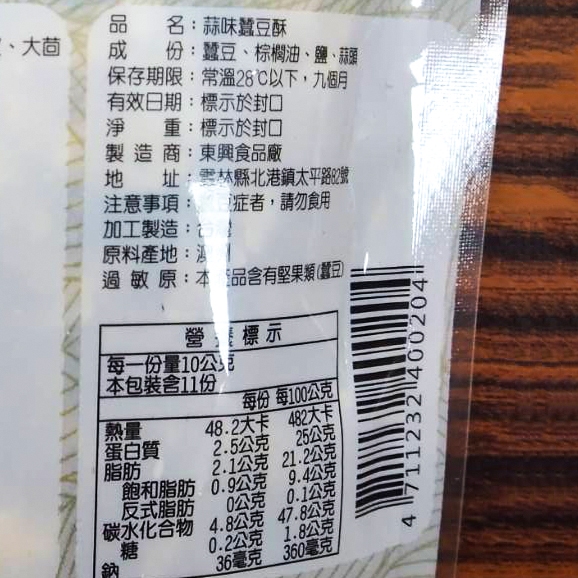 、大茴
品 名：蒜味蠶豆酥
成 份：蠶豆、棕櫚油、鹽、蒜頭
保存期限：常溫28℃以下，九個月
有效日期：標示於封口
淨 重：標示於封口
製 造 商：東興食品廠
地 址：雲林縣北港鎮太平路82號
注意事項：豆症者，請勿食用
加工製造：台灣
原料產地：澳洲
過 敏 原：本產品含有堅果類(蠶豆)
營養標示
每一份量10公克
本包裝含11份
每份 每100公克
熱量 48.2大卡 482大卡
蛋白質 2.5公克 25公克
脂肪 2.1公克 21.2公克
飽和脂肪 0.9公克 9.4公克
反式脂肪 0公克 0.1公克
碳水化合物 4.8公克 47.8公克
糖 0.2公克 1.8公克
鈉 36毫克 360毫克
4 711232 400204